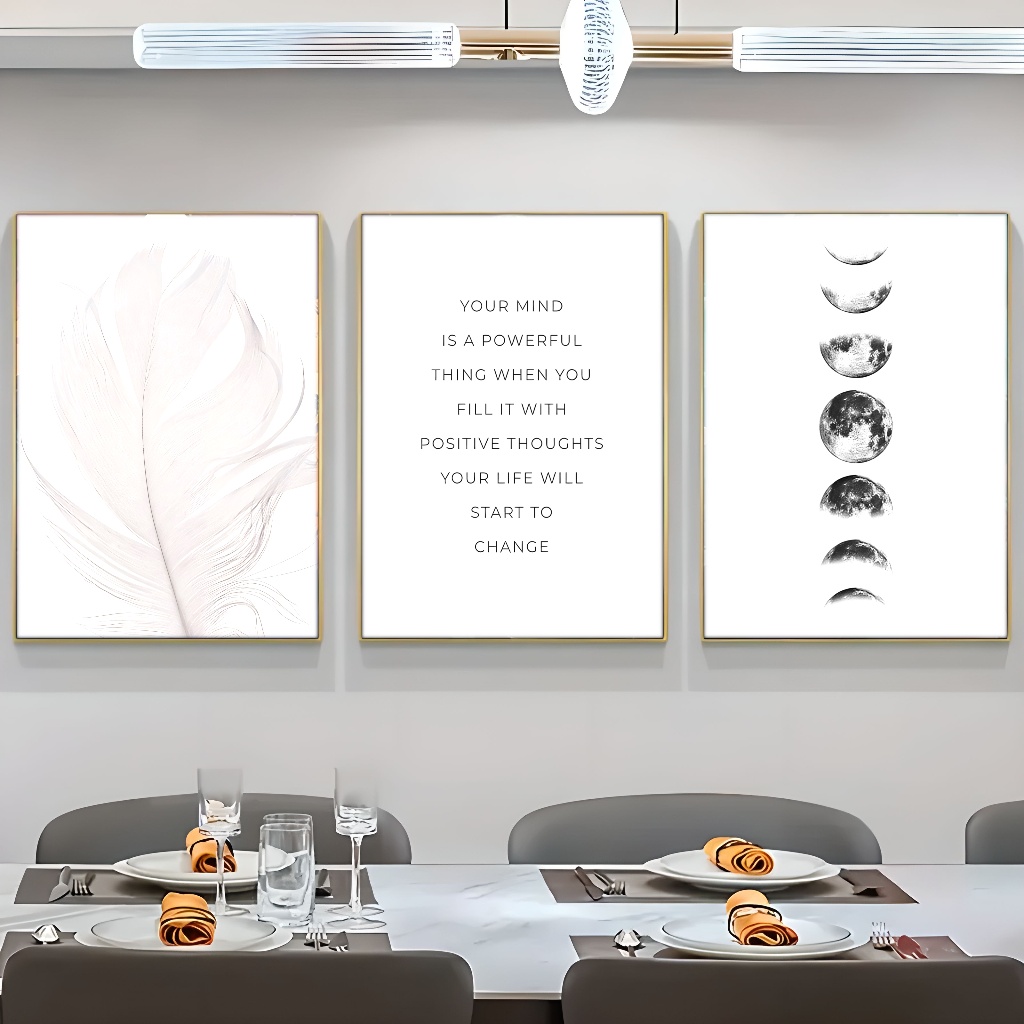 YOUR MIND
IS A POWERFUL
THING WHEN YOU
FILL IT WITH
POSITIVE THOUGHTS
YOUR LIFE WILL
START TO
CHANGE